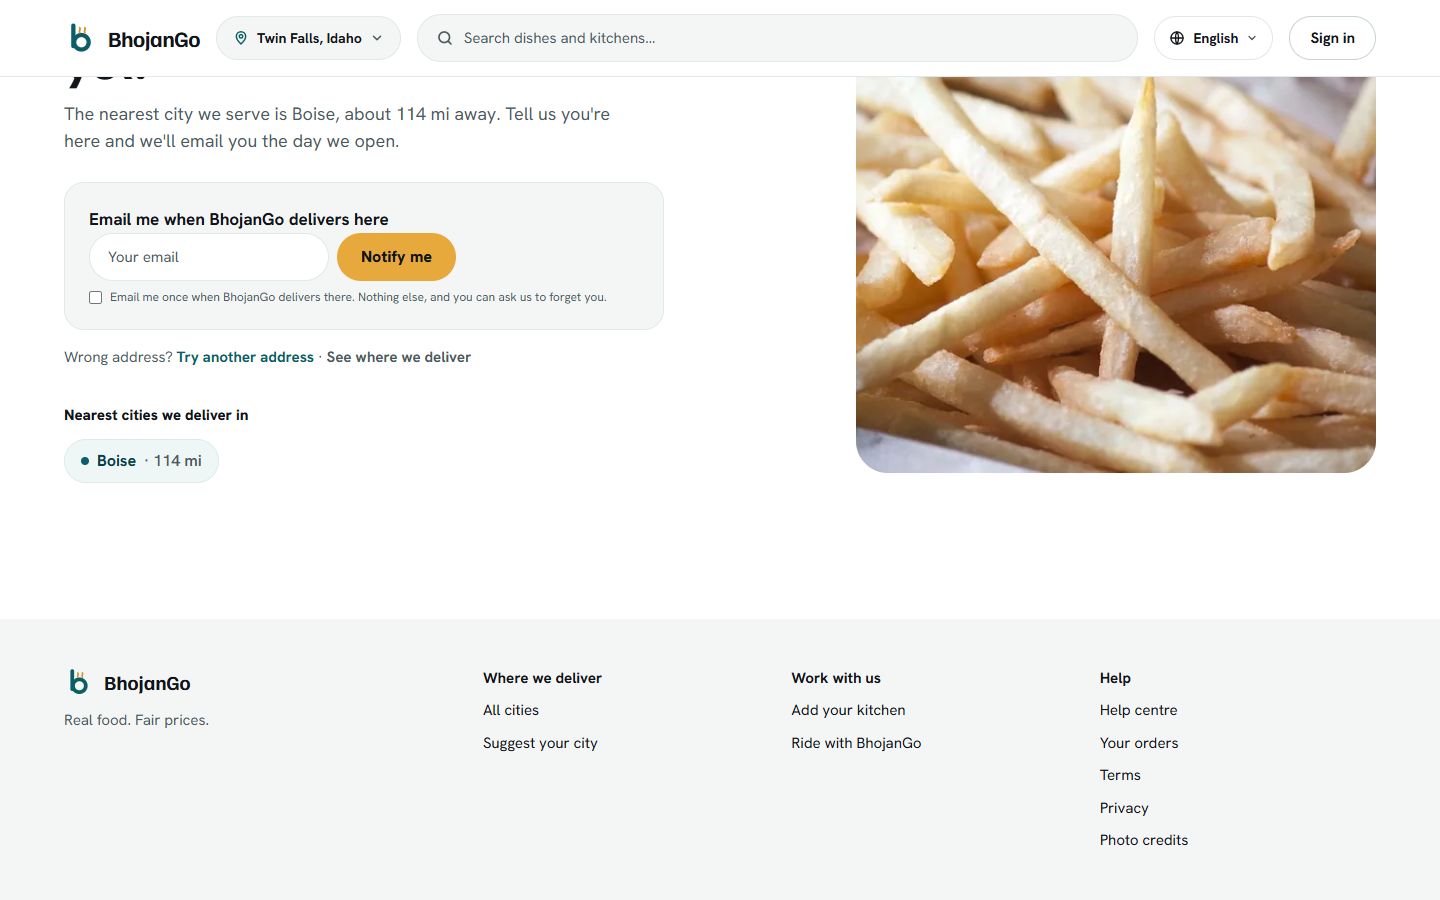 BhojanGo
Twin Falls, Idaho
Search dishes and kitchens...
English
Sign in
The nearest city we serve is Boise, about 114 mi away. Tell us you're
here and we'll email you the day we open.
Email me when BhojanGo delivers here
Your email
Notify me
Email me once when BhojanGo delivers there. Nothing else, and you can ask us to forget you.
Wrong address? Try another address · See where we deliver
Nearest cities we deliver in
Boise · 114 mi
BhojanGo
Real food. Fair prices.
Where we deliver
All cities
Suggest your city
Work with us
Add your kitchen
Ride with BhojanGo
Help
Help centre
Your orders
Terms
Privacy
Photo credits